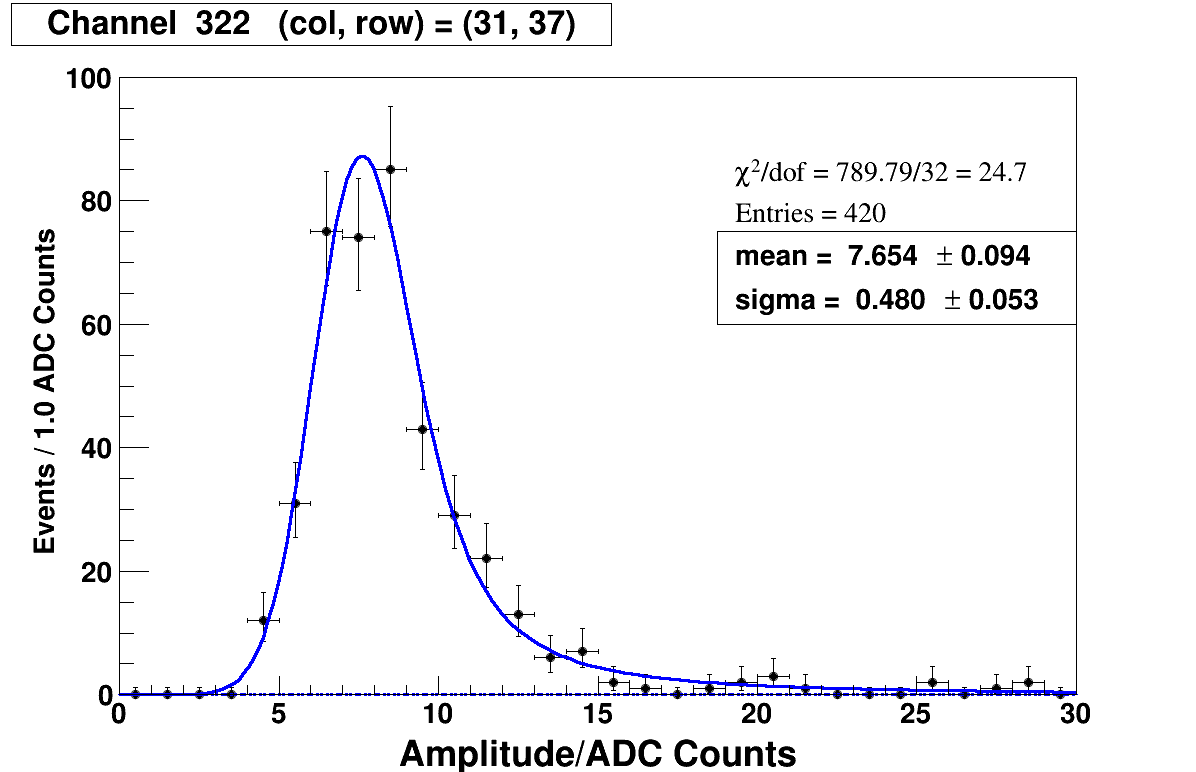 Channel 322 (col, row) = (31, 37)
100
80
60
40
20
0
Events / 1.0 ADC Counts
χ²/dof = 789.79/32 = 24.7
Entries = 420
mean = 7.654 ± 0.094
sigma = 0.480 ± 0.053
0 5 10 15 20 25 30
Amplitude/ADC Counts